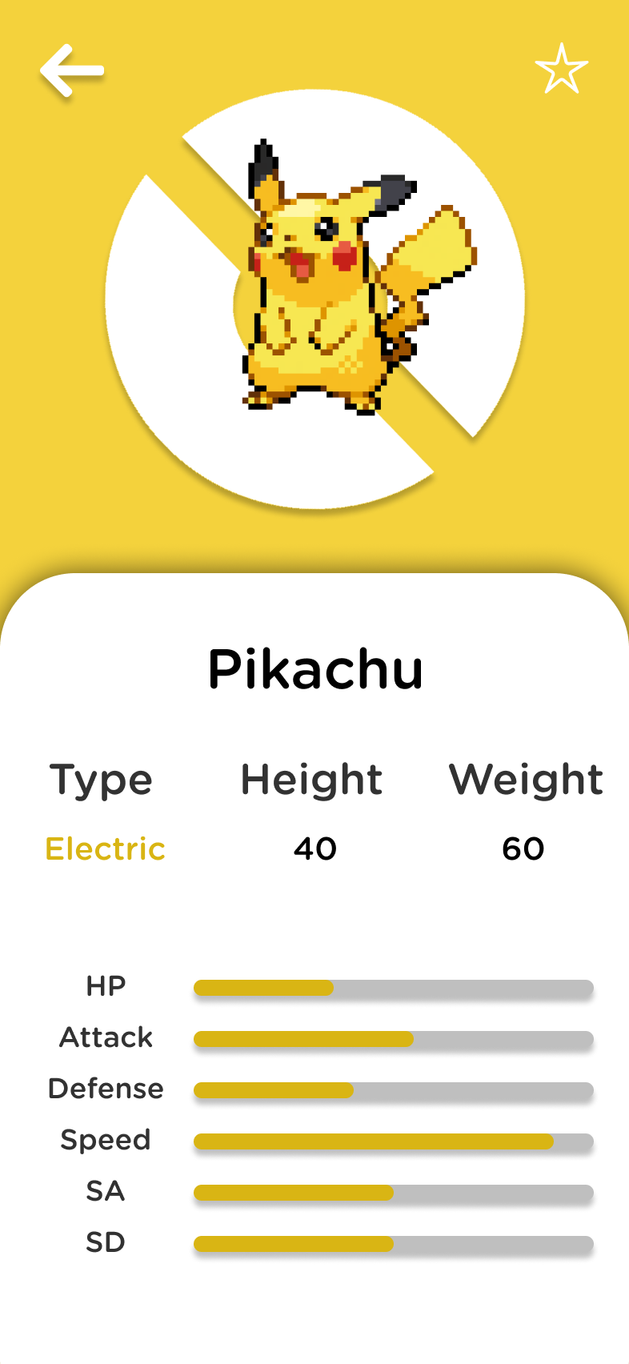 Pikachu
Type Height Weight
Electric 40 60
HP
Attack
Defense
Speed
SA
SD